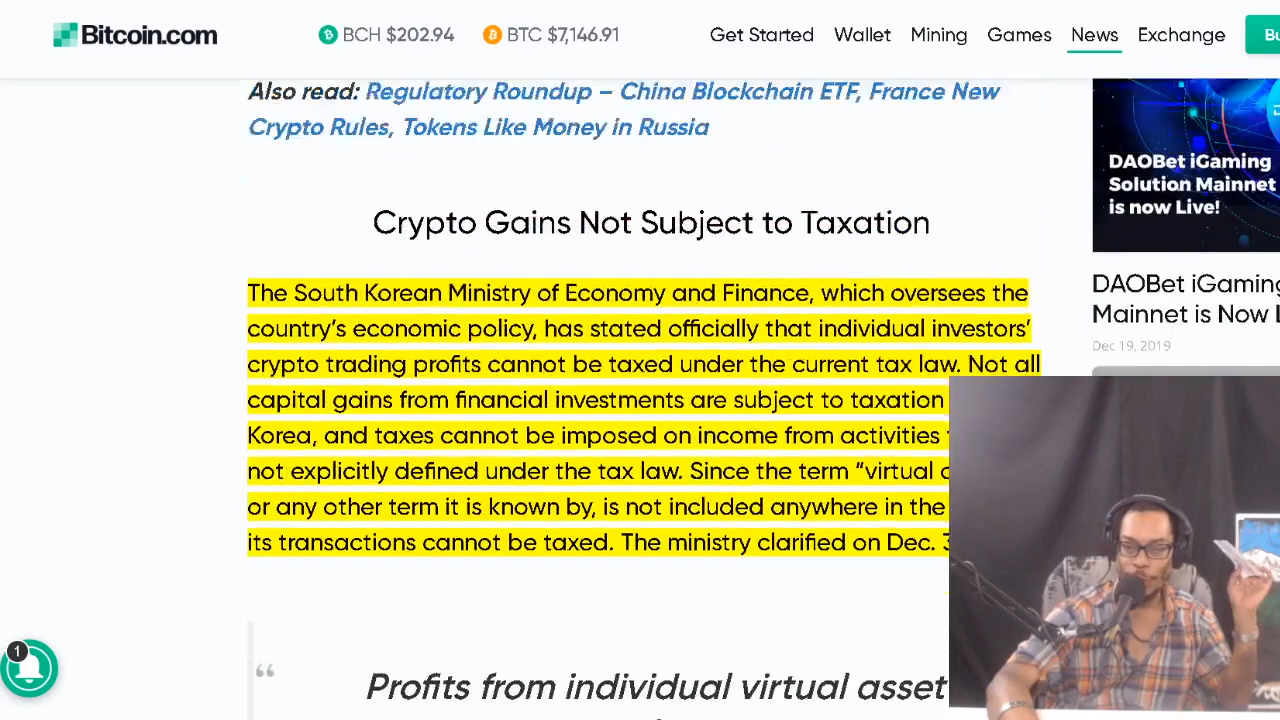 Bitcoin.com
BCH $202.94
BTC $7,146.91
Get Started
Wallet
Mining
Games
News
Exchange
Also read: Regulatory Roundup – China Blockchain ETF, France New
Crypto Rules, Tokens Like Money in Russia
Crypto Gains Not Subject to Taxation
The South Korean Ministry of Economy and Finance, which oversees the
country’s economic policy, has stated officially that individual investors’
crypto trading profits cannot be taxed under the current tax law. Not all
capital gains from financial investments are subject to taxation
Korea, and taxes cannot be imposed on income from activities
not explicitly defined under the tax law. Since the term “virtual
or any other term it is known by, is not included anywhere in the
its transactions cannot be taxed. The ministry clarified on Dec.
“
Profits from individual virtual asset
1
DAOBet iGaming
Solution Mainnet
is now Live!
DAOBet iGaming
Mainnet is Now
Dec 19, 2019